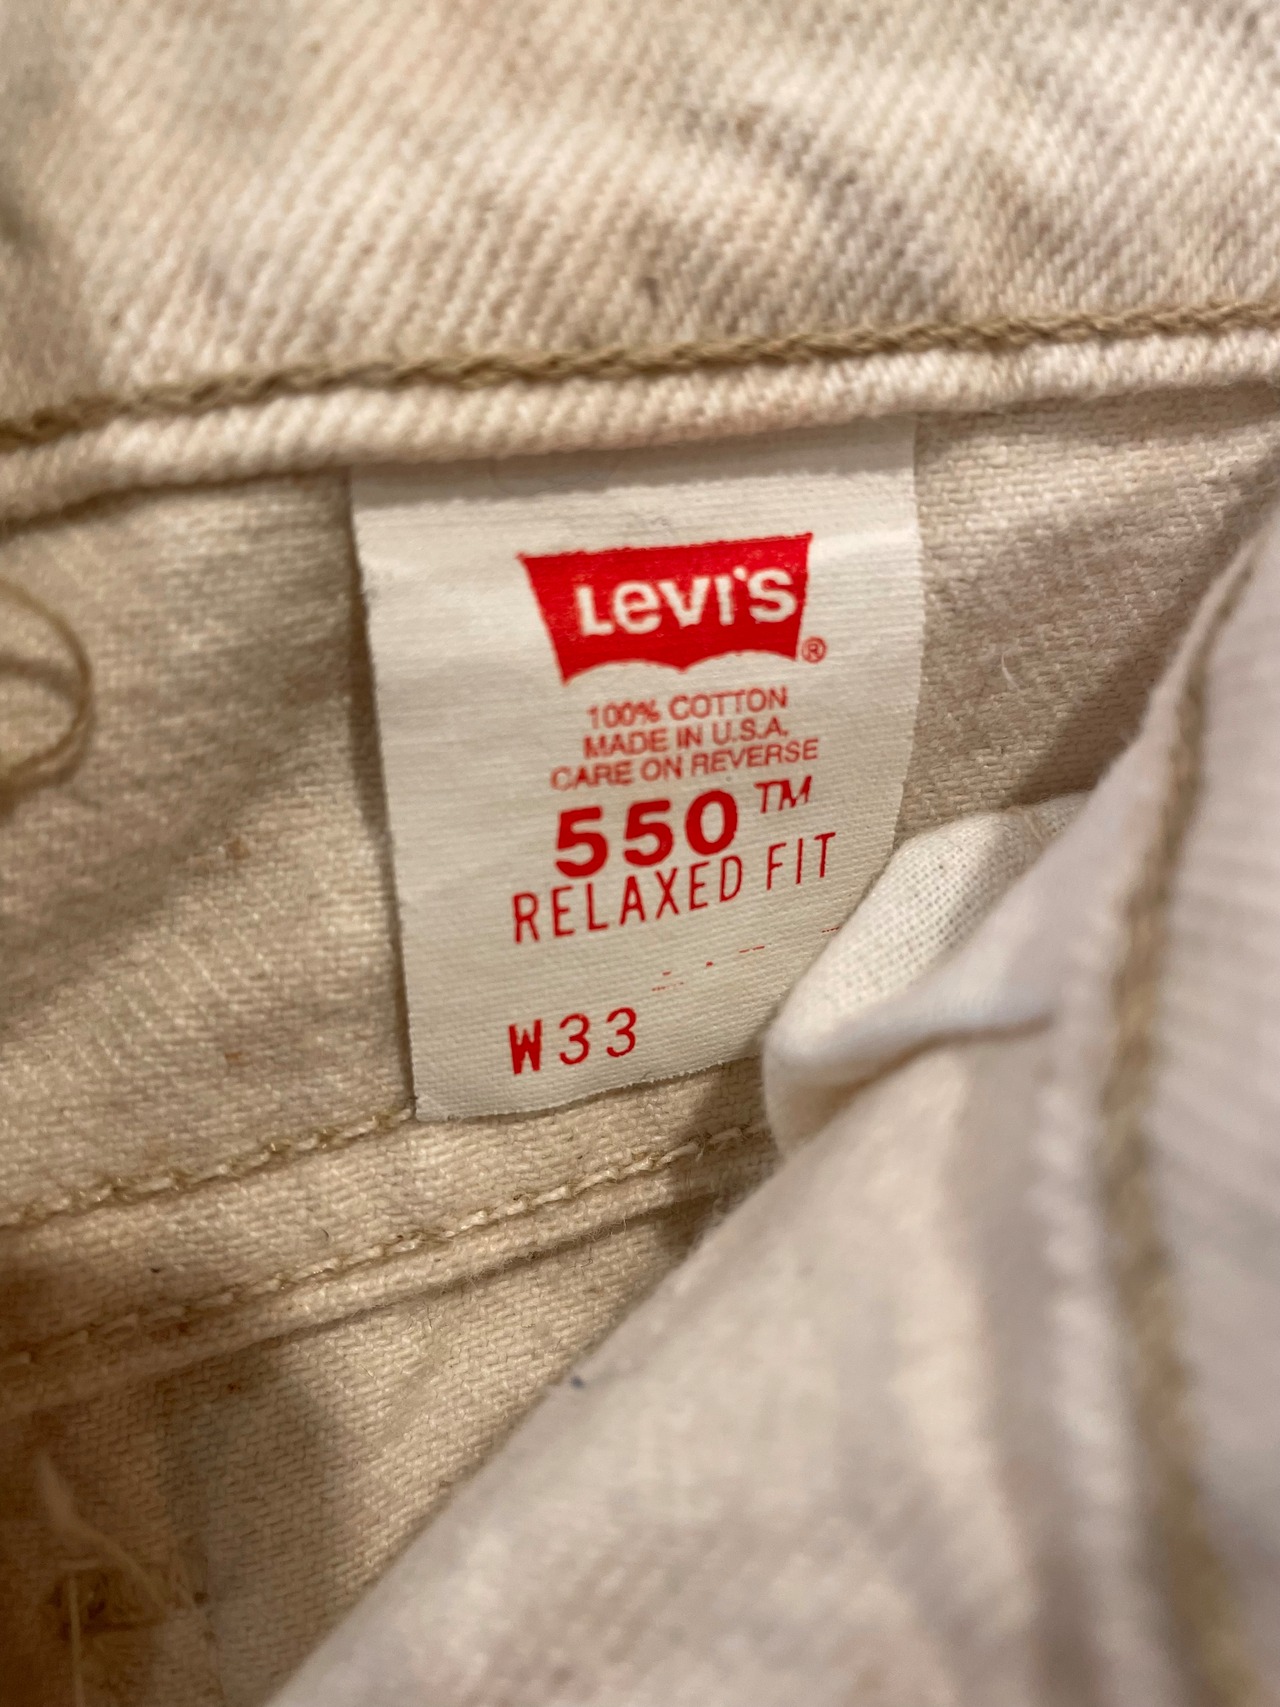 LEVI'S
®
100% COTTON
MADE IN U.S.A.
CARE ON REVERSE
550™
RELAXED FIT
W33